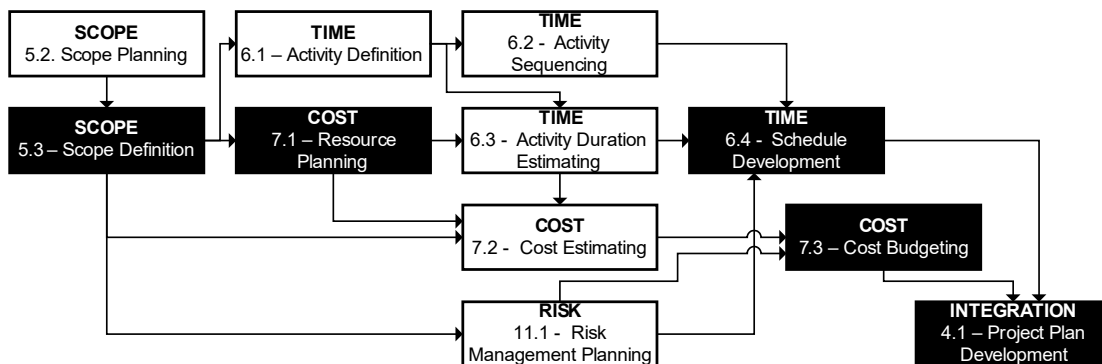 SCOPE
5.2. Scope Planning
TIME
6.1 – Activity Definition
TIME
6.2 - Activity
Sequencing
SCOPE
5.3 – Scope Definition
COST
7.1 – Resource
Planning
TIME
6.3 - Activity Duration
Estimating
TIME
6.4 - Schedule
Development
COST
7.2 - Cost Estimating
COST
7.3 – Cost Budgeting
RISK
11.1 - Risk
Management Planning
INTEGRATION
4.1 – Project Plan
Development